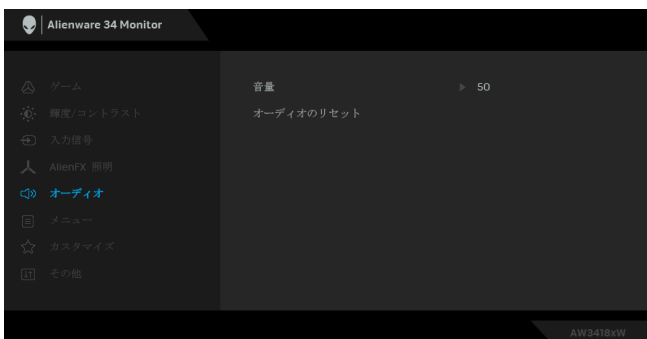 Alienware 34 Monitor
ゲーム
輝度/コントラスト
入力信号
AlienFX 照明
オーディオ
メニュー
カスタマイズ
その他
音量 50
オーディオのリセット
AW3418xW